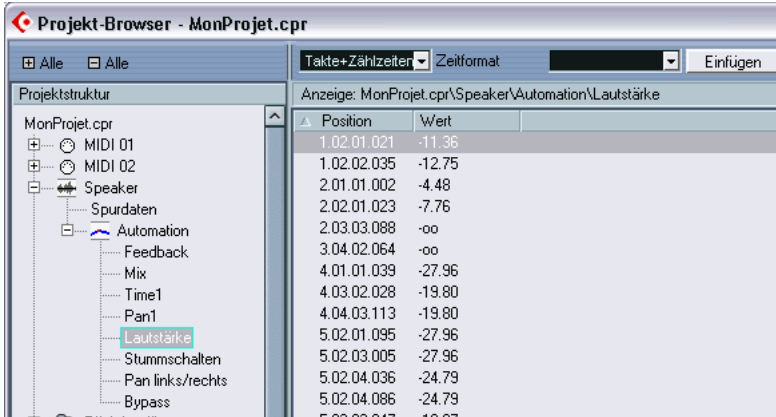 Projekt-Browser - MonProjet.cpr
Alle Alle
Takte+Zählzeiten Zeitformat Einfügen
Projektstruktur
Anzeige: MonProjet.cpr\Speaker\Automation\Lautstärke
MonProjet.cpr
MIDI 01
MIDI 02
Speaker
Spurdaten
Automation
Feedback
Mix
Time1
Pan1
Lautstärke
Stummschalten
Pan links/rechts
Bypass
Position Wert
1.02.01.021 -11.36
1.02.02.035 -12.75
2.01.01.002 -4.48
2.02.01.023 -7.76
2.03.03.088 -oo
3.04.02.064 -oo
4.01.01.039 -27.96
4.03.02.028 -19.80
4.04.03.113 -19.80
5.02.01.095 -27.96
5.02.03.005 -27.96
5.02.04.036 -24.79
5.02.04.086 -24.79